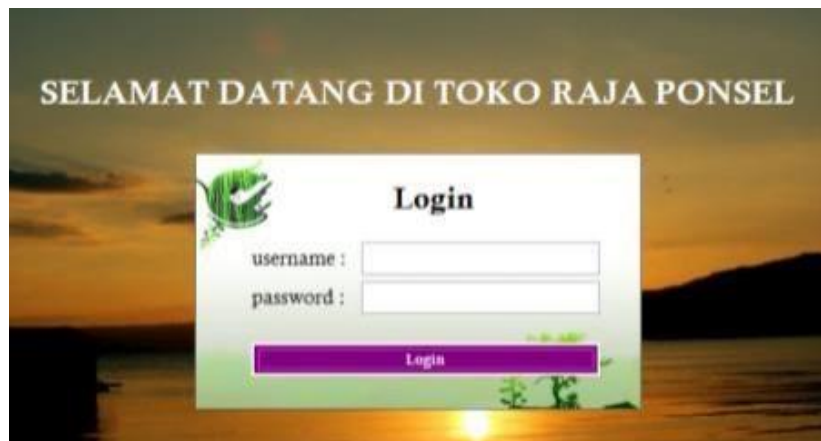 SELAMAT DATANG DI TOKO RAJA PONSEL
Login
username :
password :
Login